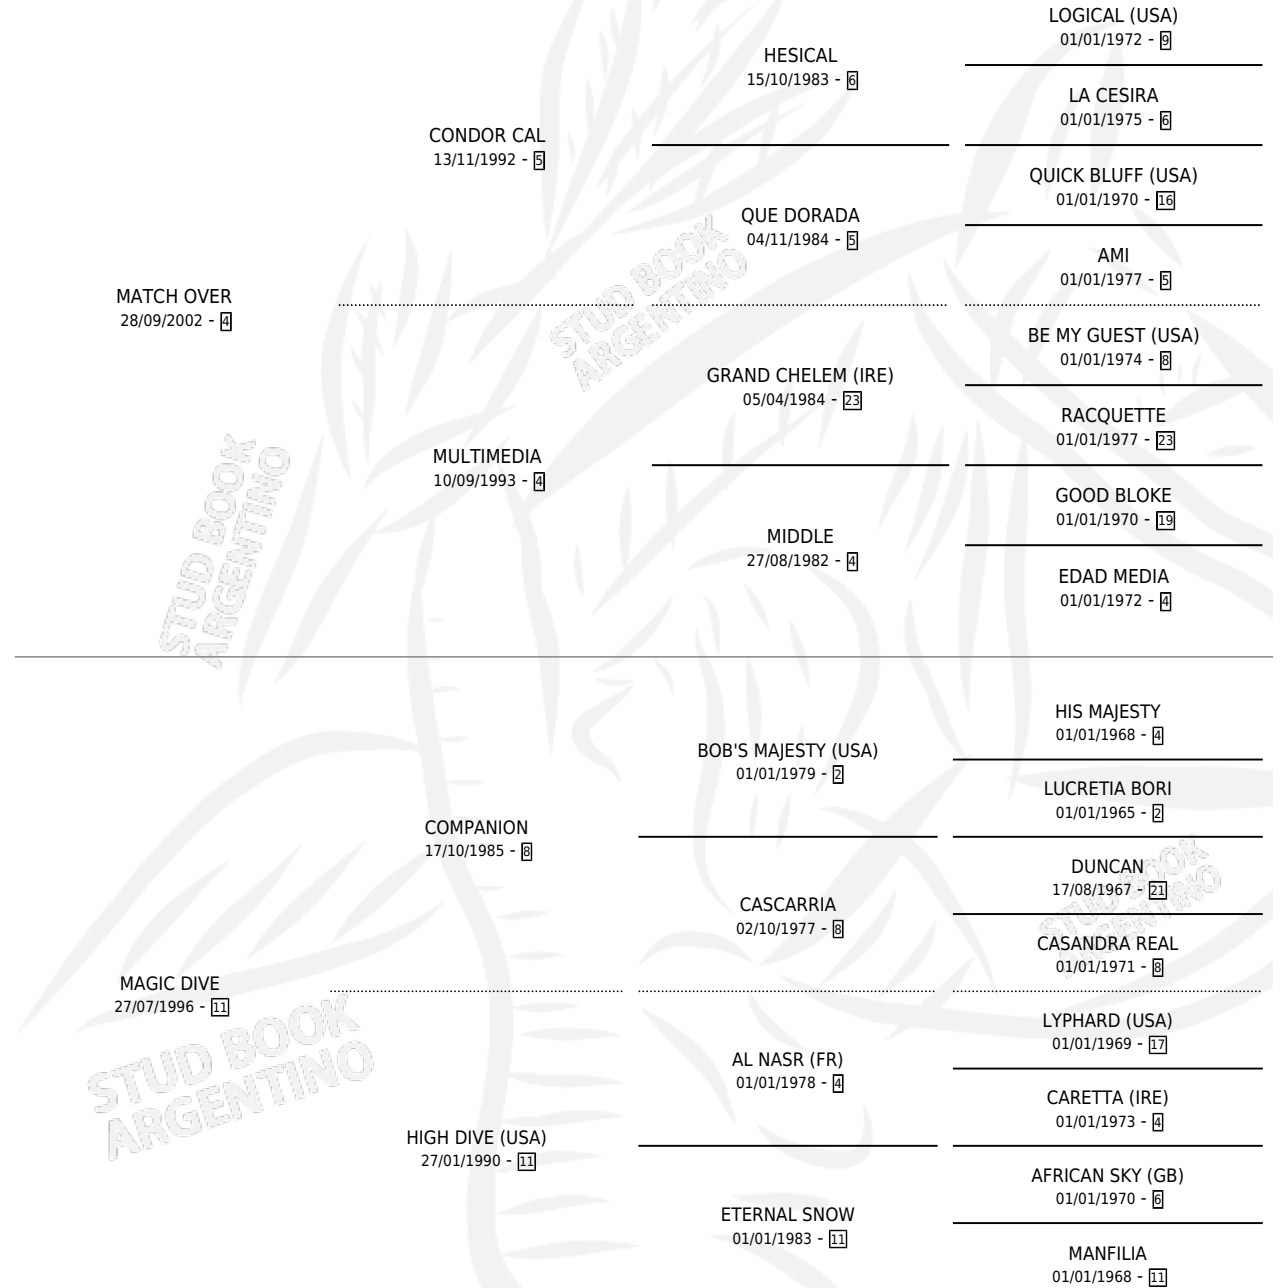 LOGICAL (USA)
01/01/1972 - 9
HESICAL
15/10/1983 - 6
LA CESIRA
01/01/1975 - 6
CONDOR CAL
13/11/1992 - 5
QUICK BLUFF (USA)
01/01/1970 - 16
QUE DORADA
04/11/1984 - 5
AMI
01/01/1977 - 5
MATCH OVER
28/09/2002 - 4
BE MY GUEST (USA)
01/01/1974 - 8
GRAND CHELEM (IRE)
05/04/1984 - 23
RACQUETTE
01/01/1977 - 23
MULTIMEDIA
10/09/1993 - 4
GOOD BLOKE
01/01/1970 - 19
MIDDLE
27/08/1982 - 4
EDAD MEDIA
01/01/1972 - 4
HIS MAJESTY
01/01/1968 - 4
BOB'S MAJESTY (USA)
01/01/1979 - 2
LUCRETIA BORI
01/01/1965 - 2
COMPANION
17/10/1985 - 8
DUNCAN
17/08/1967 - 21
CASCARRIA
02/10/1977 - 8
CASANDRA REAL
01/01/1971 - 8
MAGIC DIVE
27/07/1996 - 11
LYPHARD (USA)
01/01/1969 - 17
AL NASR (FR)
01/01/1978 - 4
CARETTA (IRE)
01/01/1973 - 4
HIGH DIVE (USA)
27/01/1990 - 11
AFRICAN SKY (GB)
01/01/1970 - 6
ETERNAL SNOW
01/01/1983 - 11
MANFILIA
01/01/1968 - 11
STUD BOOK
ARGENTINO
STUD BOOK
ARGENTINO
STUD BOOK
ARGENTINO
STUD BOOK
ARGENTINO